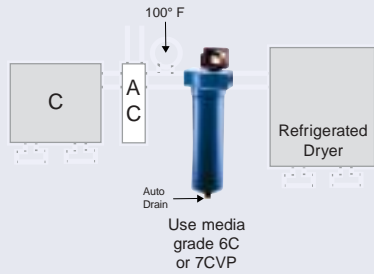 100° F
C
A
C
Refrigerated
Dryer
Auto
Drain
Use media
grade 6C
or 7CVP